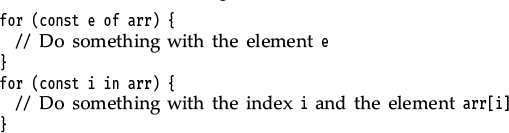 for (const e of arr) {
// Do something with the element e
}
for (const i in arr) {
// Do something with the index i and the element arr[i]
}